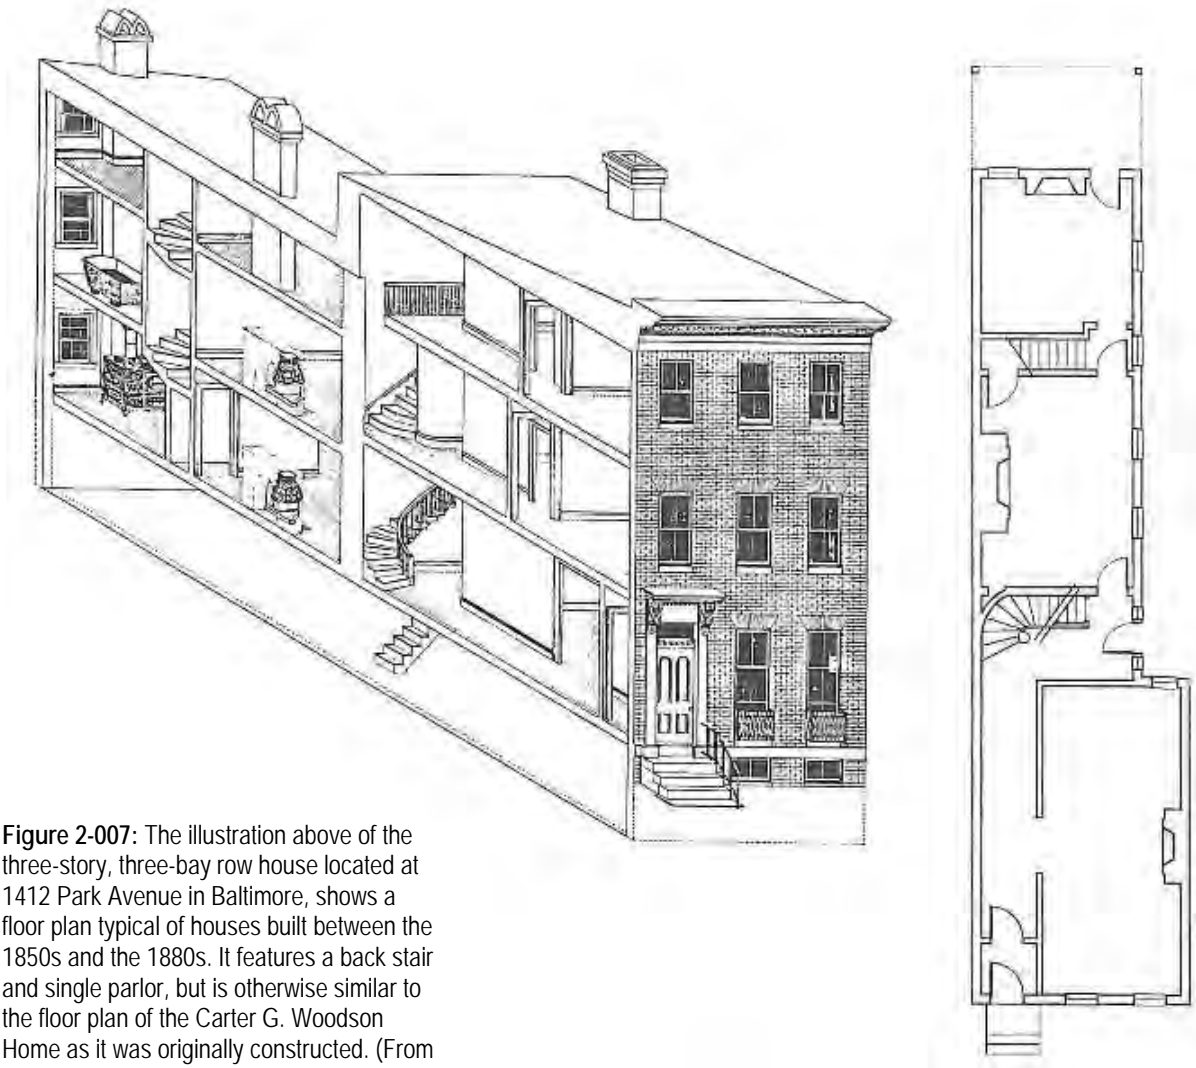 Figure 2-007: The illustration above of the
three-story, three-bay row house located at
1412 Park Avenue in Baltimore, shows a
floor plan typical of houses built between the
1850s and the 1880s. It features a back stair
and single parlor, but is otherwise similar to
the floor plan of the Carter G. Woodson
Home as it was originally constructed. (From